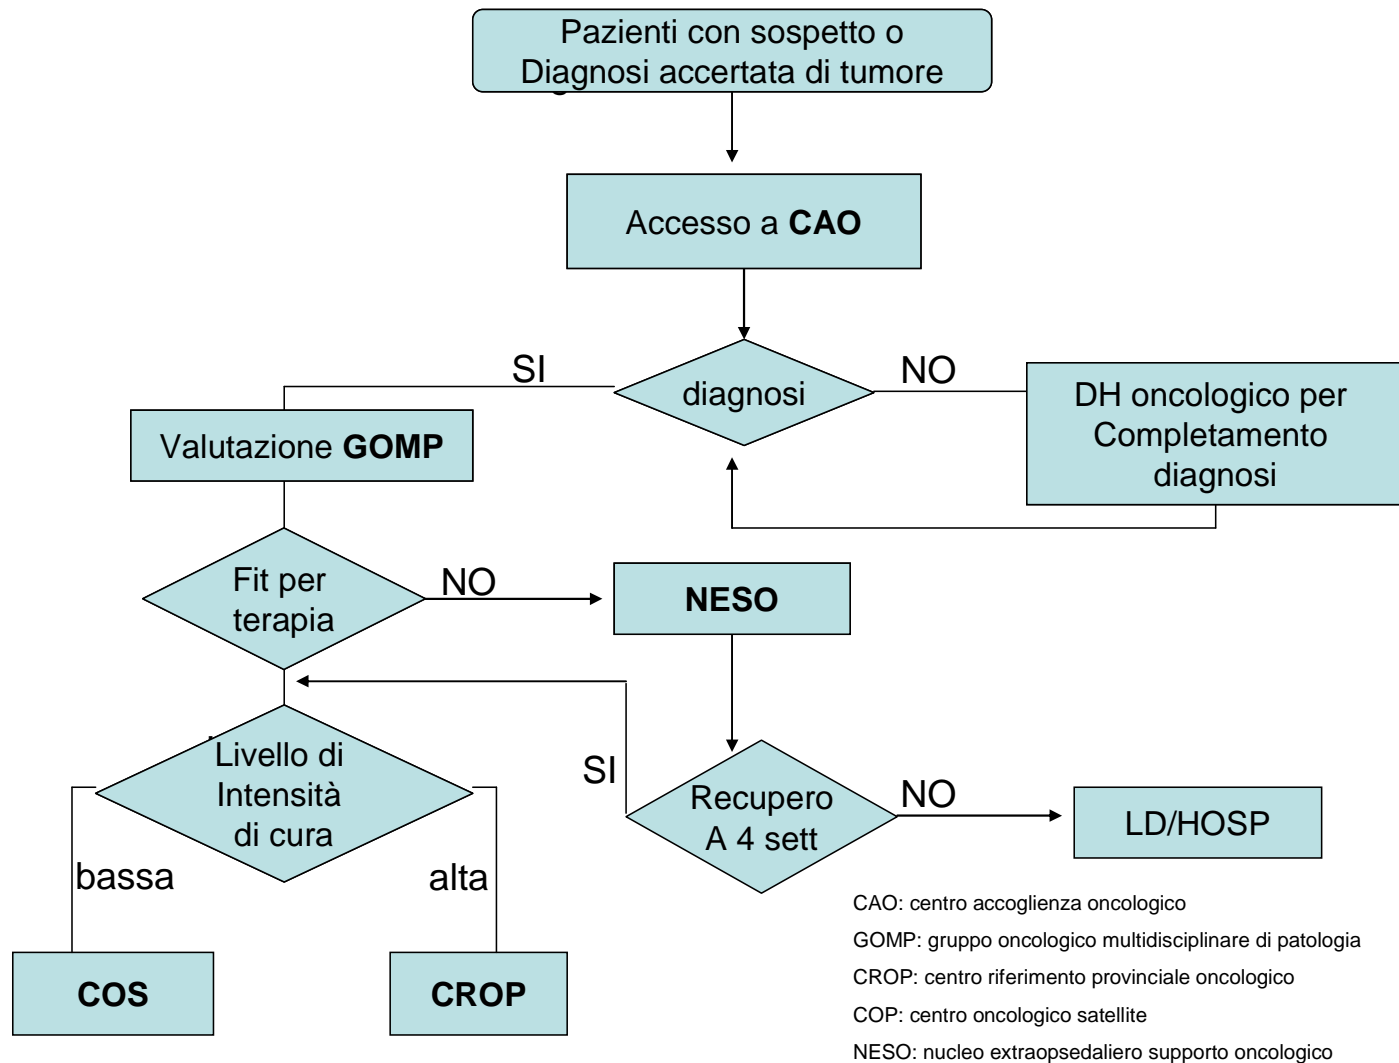 Pazienti con sospetto o
Diagnosi accertata di tumore
Accesso a CAO
diagnosi
SI
NO
DH oncologico per
Completamento
diagnosi
Valutazione GOMP
Fit per
terapia
NO
NESO
Livello di
Intensità
di cura
SI
Recupero
A 4 sett
NO
LD/HOSP
bassa
alta
COS
CROP
CAO: centro accoglienza oncologico
GOMP: gruppo oncologico multidisciplinare di patologia
CROP: centro riferimento provinciale oncologico
COP: centro oncologico satellite
NESO: nucleo extraopsedaliero supporto oncologico